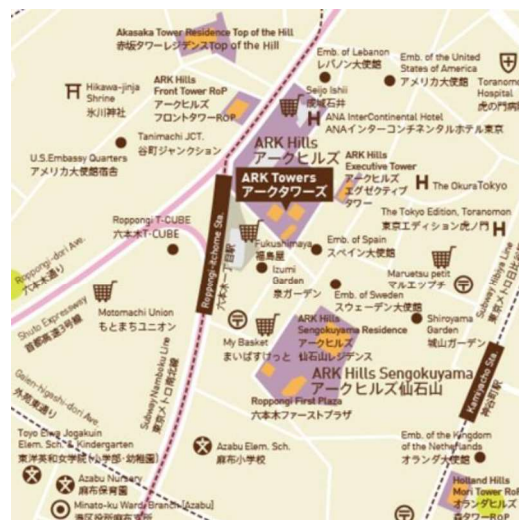 Akasaka Tower Residence Top of the Hill
赤坂タワーレジデンスTop of the Hill
Emb. of Lebanon
レバノン大使館
Emb. of the United
States of America
アメリカ大使館
Toranomon
Hospital
虎の門病院
Hikawa-jinja
Shrine
氷川神社
ARK Hills
Front Tower RoP
アークヒルズ
フロントタワーRoP
Seijo Ishii
成城石井
ANA InterContinental Hotel
ANAインターコンチネンタルホテル東京
Tanimachi JCT.
谷町ジャンクション
ARK Hills
アークヒルズ
U.S.Embassy Quarters
アメリカ大使館宿舎
ARK Hills
Executive Tower
アークヒルズ
エグゼクティブ
タワー
ARK Towers
アークタワーズ
The OkuraTokyo
Roppongi T-CUBE
六本木T-CUBE
The Tokyo Edition, Toranomon
東京エディション虎ノ門
Roppongi-itchome Sta.
六本木一丁目駅
Fukushimaya
福島屋
Emb. of Spain
スペイン大使館
Roppongi-dori Ave.
六本木通り
Izumi
Garden
泉ガーデン
Maruetsu petit
マルエツプチ
Subway Hibiya Line
東京メトロ日比谷
Shuto Expressway
首都高速3号線
Motomachi Union
もとまちユニオン
Emb. of Sweden
スウェーデン大使館
Shiroyama
Garden
城山ガーデン
My Basket
まいばすけっと
ARK Hills
Sengokuyama Residence
アークヒルズ
仙石山レジデンス
Subway Namboku Line
東京メトロ南北線
Kamiyacho Sta.
神谷町駅
ARK Hills Sengokuyama
アークヒルズ仙石山
Gaien-higashi-dori Ave.
外苑東通り
Roppongi First Plaza
六本木ファーストプラザ
Toyo Eiwa Jogakuin
Elem. Sch. & Kindergarten
東洋英和女学院(小学部・幼稚園)
Azabu Elem. Sch.
麻布小学校
Emb. of the Kingdom
of the Netherlands
オランダ大使館
Azabu Nursery
麻布保育園
Holland Hills
Mori Tower RoP
オランダヒルズ
森タワーRoP
Minato-ku Ward Branch [Azabu]
港区役所麻布支所